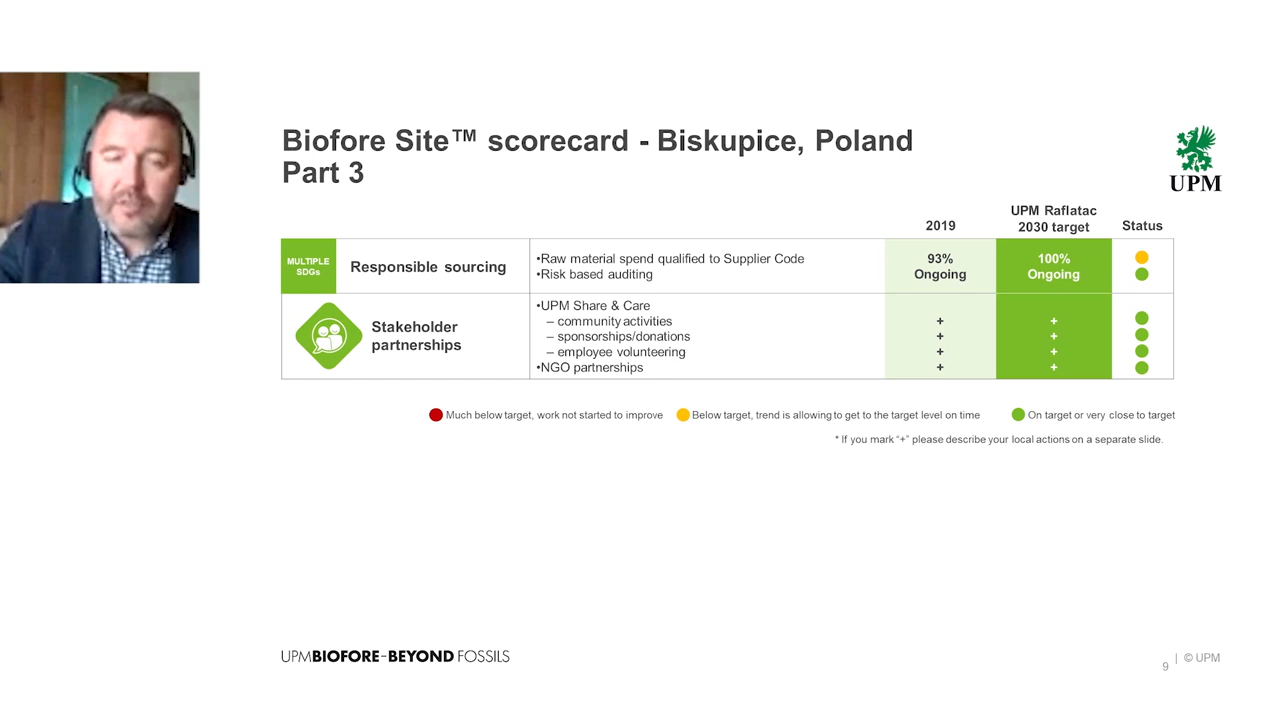 Biofore Site™ scorecard - Biskupice, Poland
Part 3
UPM
2019
UPM Raflatac
2030 target
Status
MULTIPLE
SDGs
Responsible sourcing
•Raw material spend qualified to Supplier Code
•Risk based auditing
93%
Ongoing
100%
Ongoing
Stakeholder
partnerships
•UPM Share & Care
– community activities
– sponsorships/donations
– employee volunteering
•NGO partnerships
+
+
+
+
+
+
+
+
Much below target, work not started to improve
Below target, trend is allowing to get to the target level on time
On target or very close to target
* If you mark “+” please describe your local actions on a separate slide.
UPMBIOFORE–BEYOND FOSSILS
9 | © UPM